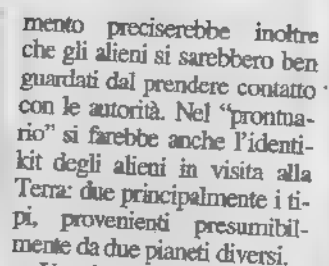 mento preciserebbe inoltre
che gli alieni si sarebbero ben
guardati dal prendere contatto
con le autorità. Nel “prontua-
rio” si farebbe anche l’identi-
kit degli alieni in visita alla
Terra: due principalmente i ti-
pi, provenienti presumibil-
mente da due pianeti diversi.